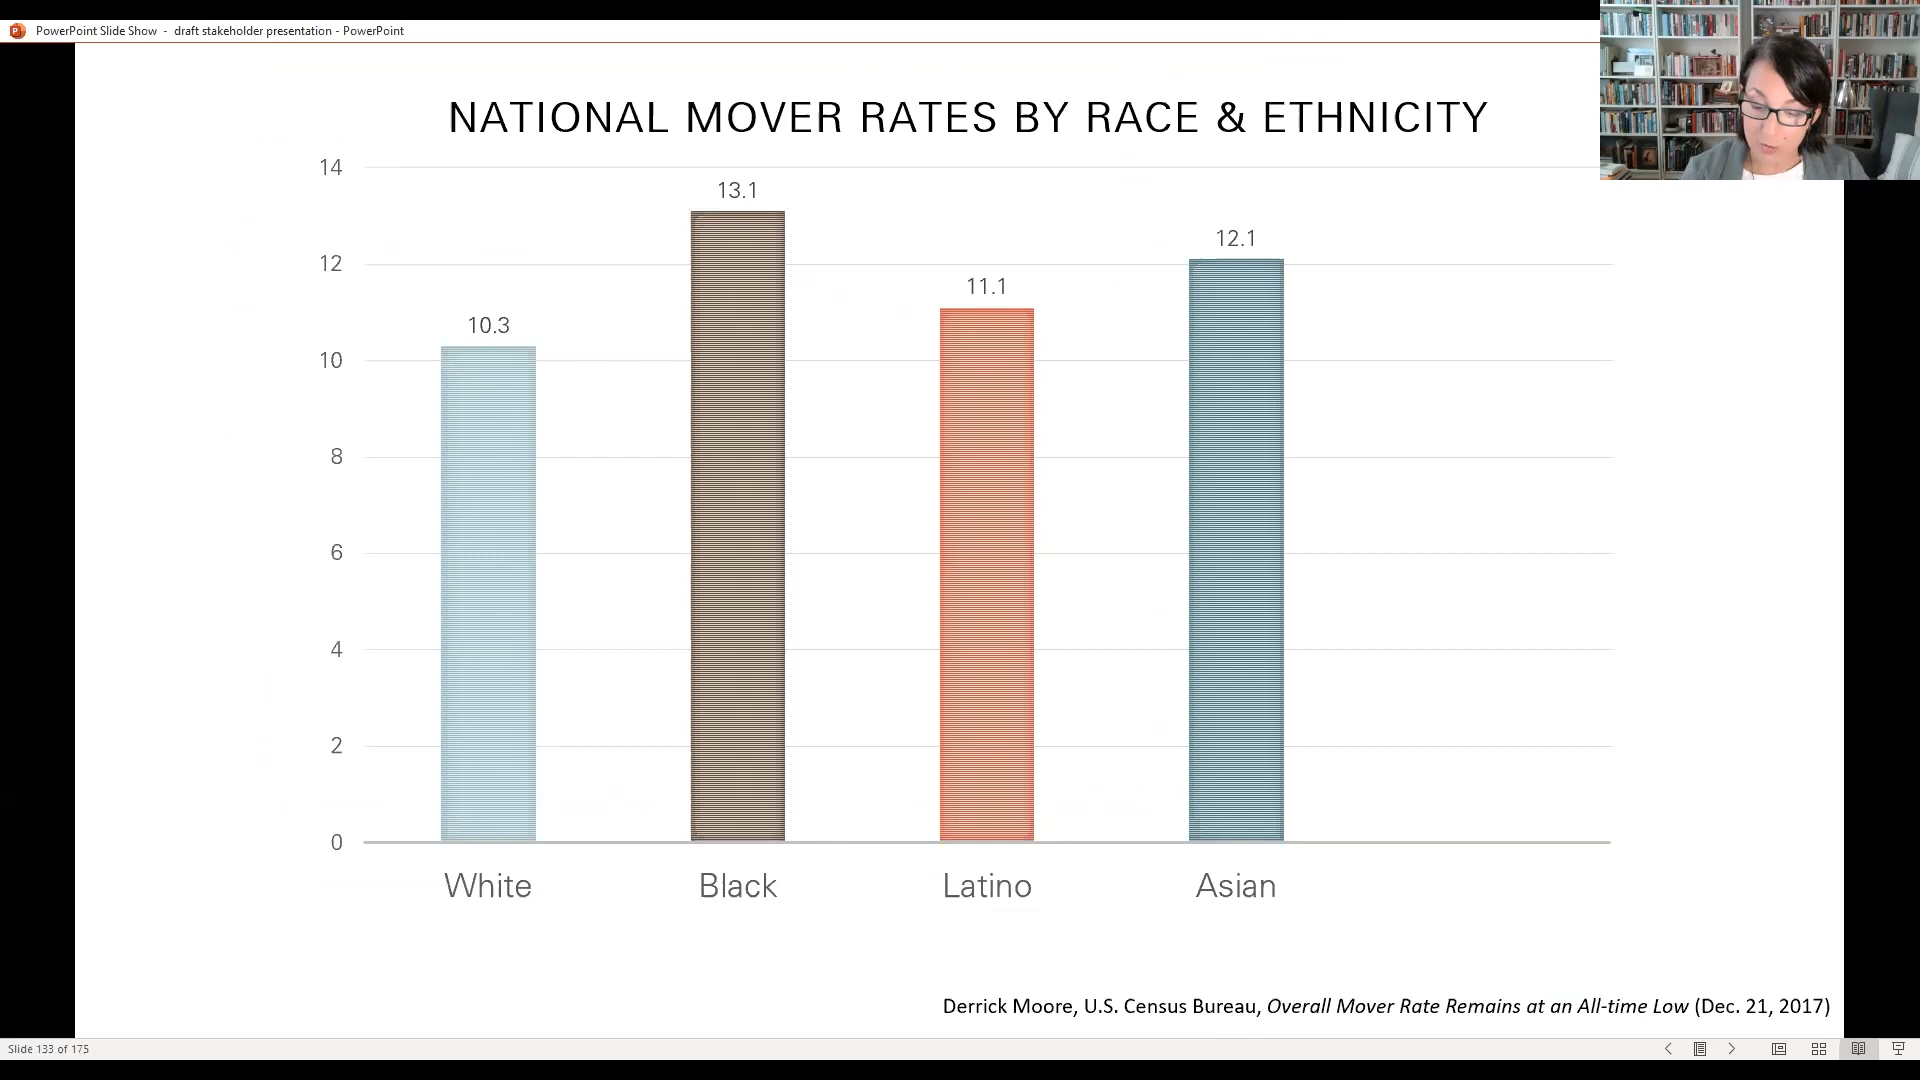 PowerPoint Slide Show - draft stakeholder presentation - PowerPoint
NATIONAL MOVER RATES BY RACE & ETHNICITY
14
12
10
8
6
4
2
0
10.3
13.1
11.1
12.1
White
Black
Latino
Asian
Derrick Moore, U.S. Census Bureau, Overall Mover Rate Remains at an All-time Low (Dec. 21, 2017)
Slide 133 of 175